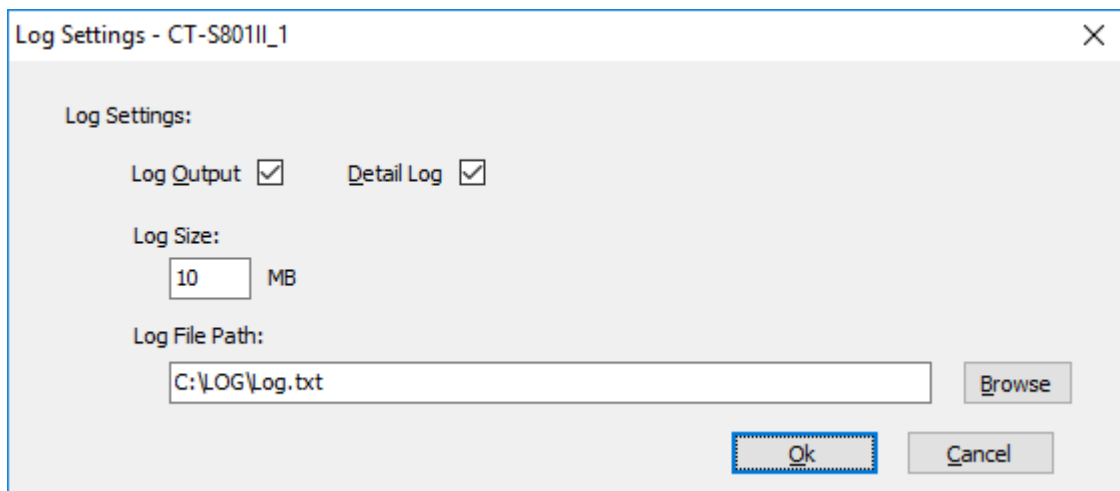 Log Settings - CT-S801II_1
Log Settings:
Log Output Detail Log
Log Size:
10 MB
Log File Path:
C:\LOG\Log.txt Browse
Ok Cancel